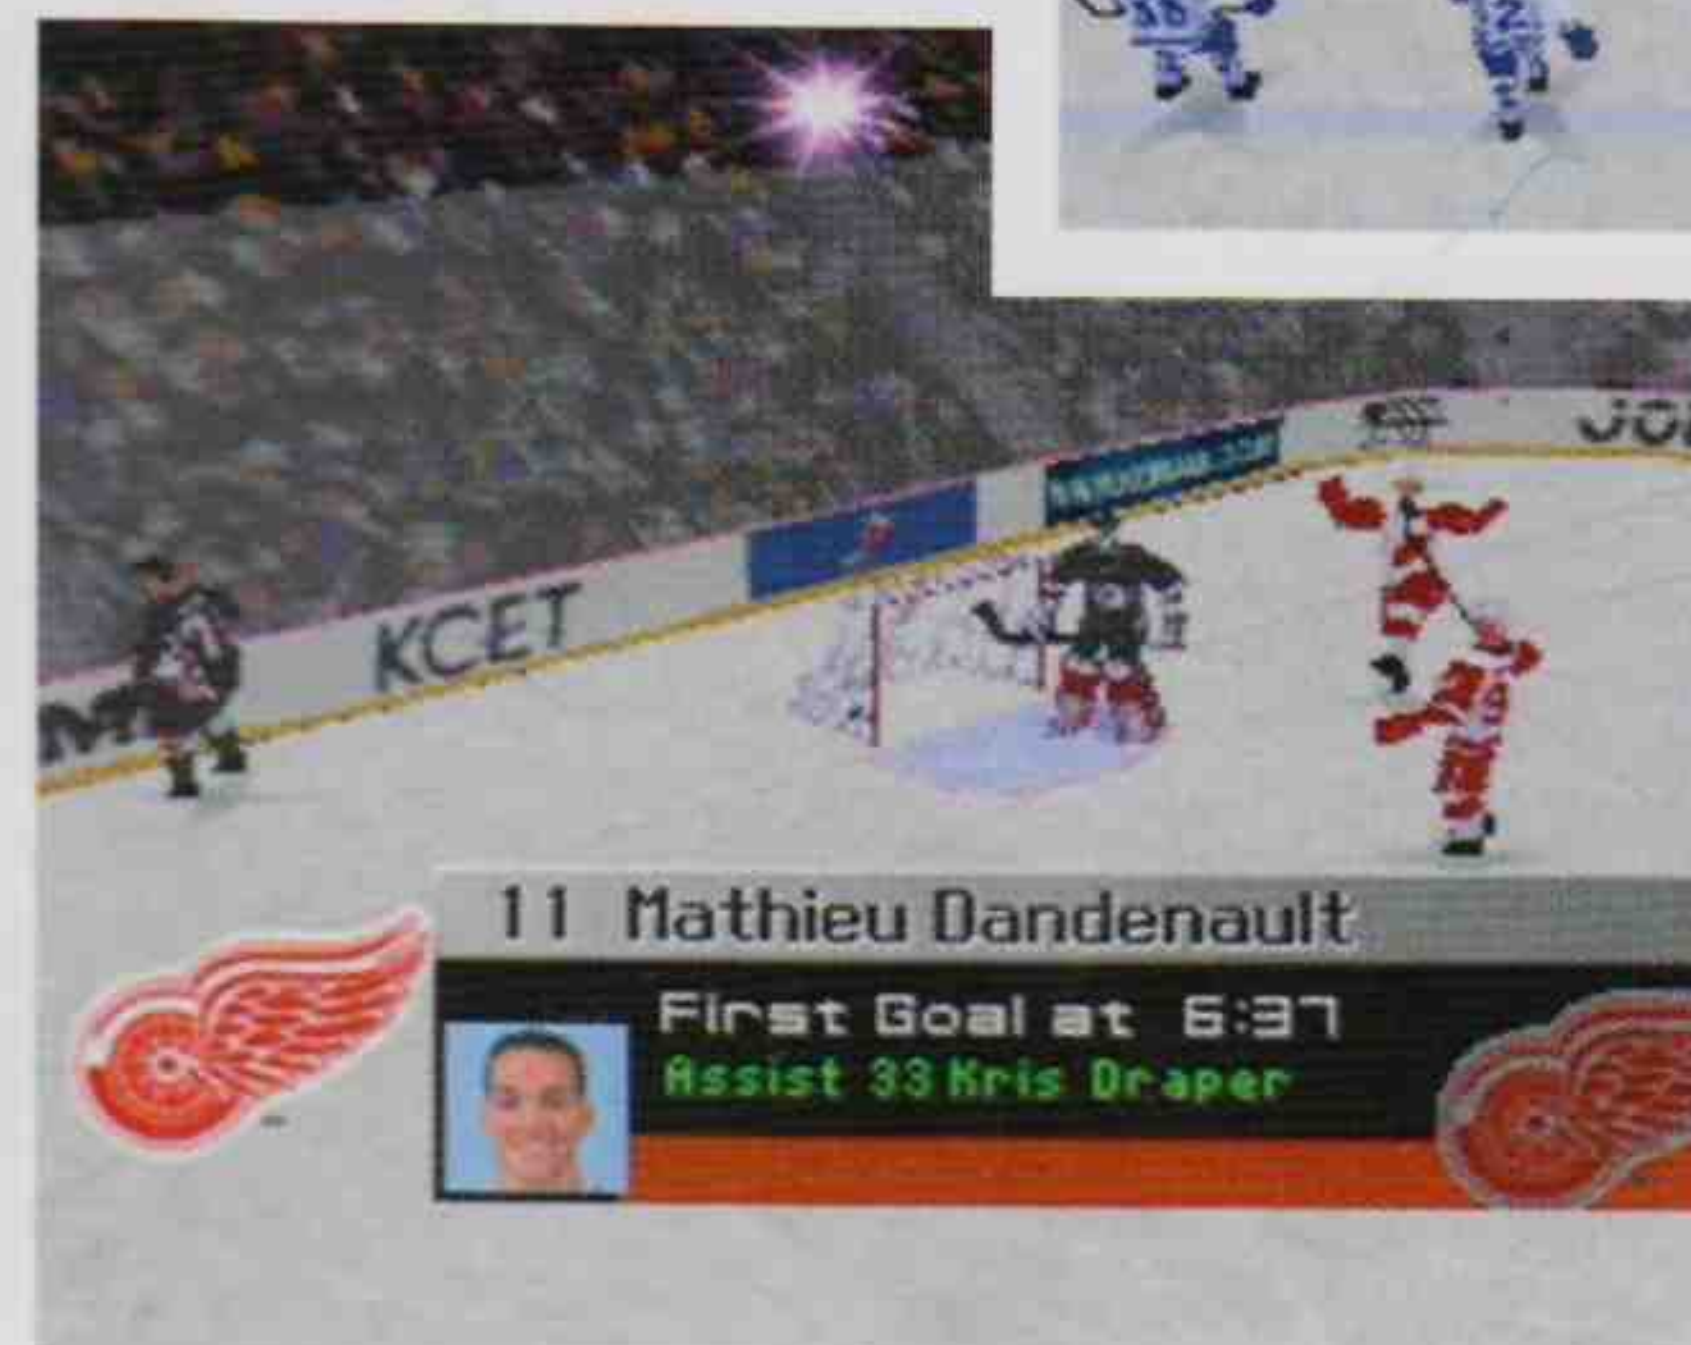 KCET
11 Mathieu Dandenault
First Goal at 6:37
Assist 33 Kris Draper